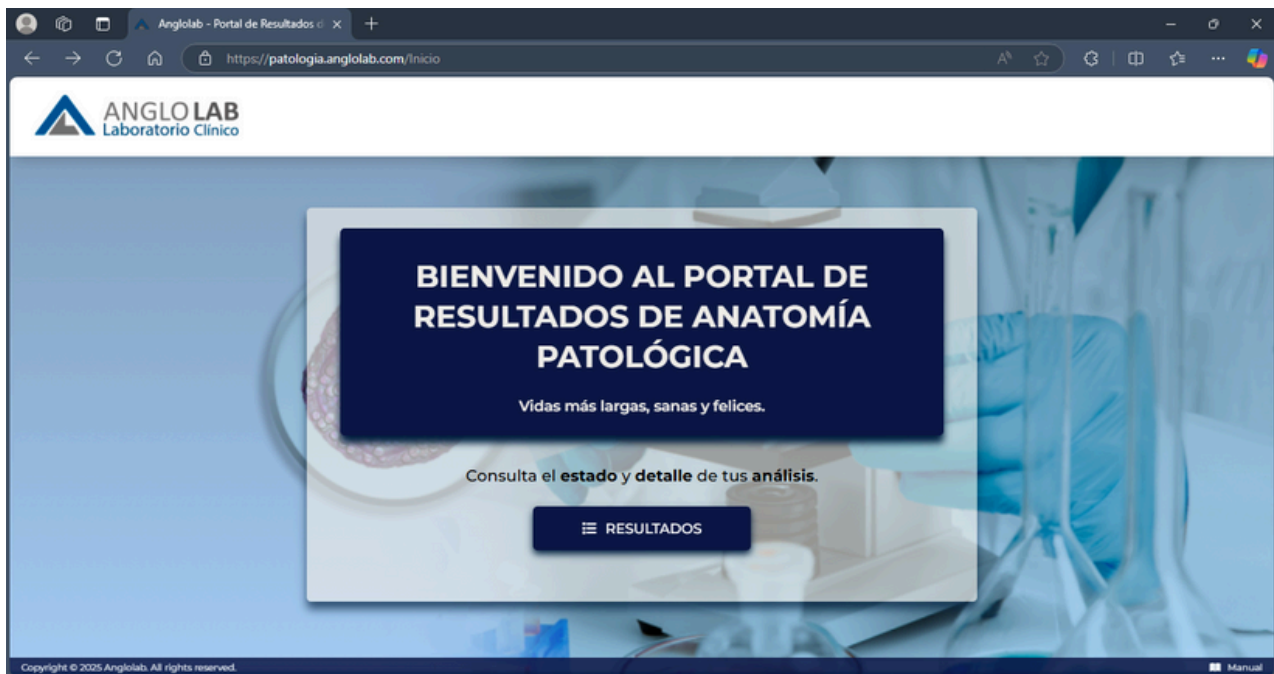 Anglolab - Portal de Resultados d
https://patologia.anglolab.com/Inicio
ANGLO LAB
Laboratorio Clínico
BIENVENIDO AL PORTAL DE
RESULTADOS DE ANATOMÍA
PATOLÓGICA
Vidas más largas, sanas y felices.
Consulta el estado y detalle de tus análisis.
RESULTADOS
Copyright © 2025 Anglolab. All rights reserved.
Manual